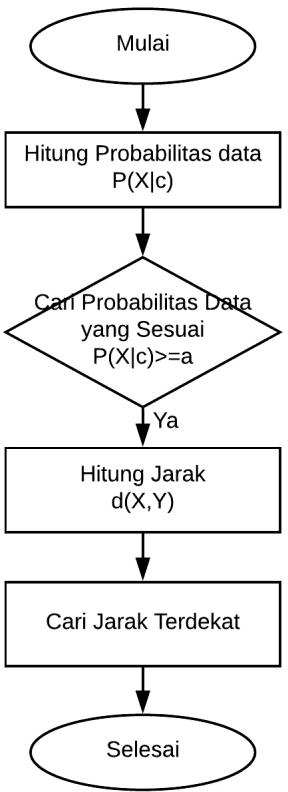 Mulai
Hitung Probabilitas data
P(X|c)
Cari Probabilitas Data
yang Sesuai
P(X|c)>=a
Ya
Hitung Jarak
d(X,Y)
Cari Jarak Terdekat
Selesai